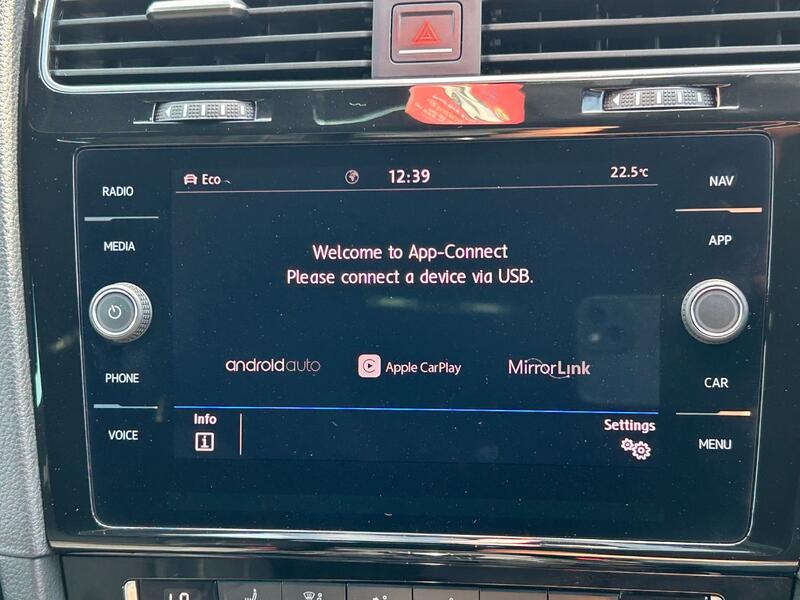 Eco
12:39
22.5°C
RADIO
MEDIA
PHONE
VOICE
Welcome to App-Connect
Please connect a device via USB.
androidauto
Apple CarPlay
MirrorLink
Info
Settings
NAV
APP
CAR
MENU